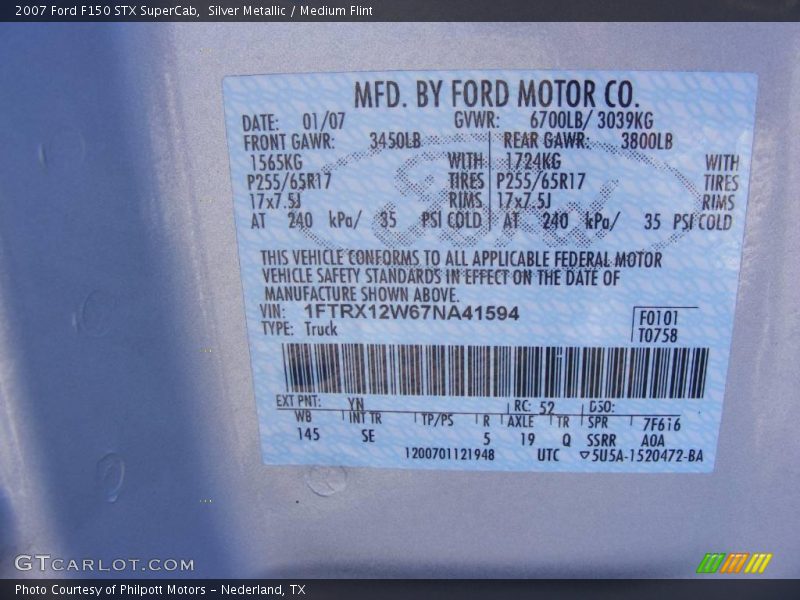 2007 Ford F150 STX SuperCab,  Silver Metallic / Medium Flint
MFD. BY FORD MOTOR CO.
DATE: 01/07 GVWR: 6700LB/ 3039KG
FRONT GAWR: 3450LB REAR GAWR: 3800LB
1565KG WITH 1724KG WITH
P255/65R17 TIRES P255/65R17 TIRES
17x7.5J RIMS 17x7.5J RIMS
AT 240 kPa/ 35 PSI COLD AT 240 kPa/ 35 PSI COLD
THIS VEHICLE CONFORMS TO ALL APPLICABLE FEDERAL MOTOR
VEHICLE SAFETY STANDARDS IN EFFECT ON THE DATE OF
MANUFACTURE SHOWN ABOVE.
VIN: 1FTRX12W67NA41594
TYPE: Truck
F0101
T0758
EXT PNT: YN RC: 52 DSO:
WB INT TR TP/PS R AXLE TR SPR 7F616
145 SE 5 19 Q SSRR A0A
1200701121948 UTC ▽5U5A-1520472-BA
GTCARLOT.COM
Photo Courtesy of Philpott Motors - Nederland, TX